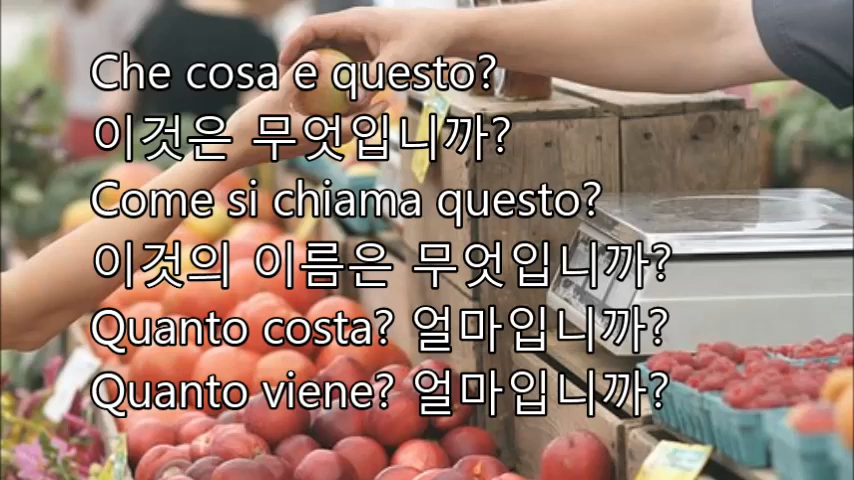 Che cosa e questo?
이것은 무엇입니까?
Come si chiama questo?
이것의 이름은 무엇입니까?
Quanto costa? 얼마입니까?
Quanto viene? 얼마입니까?